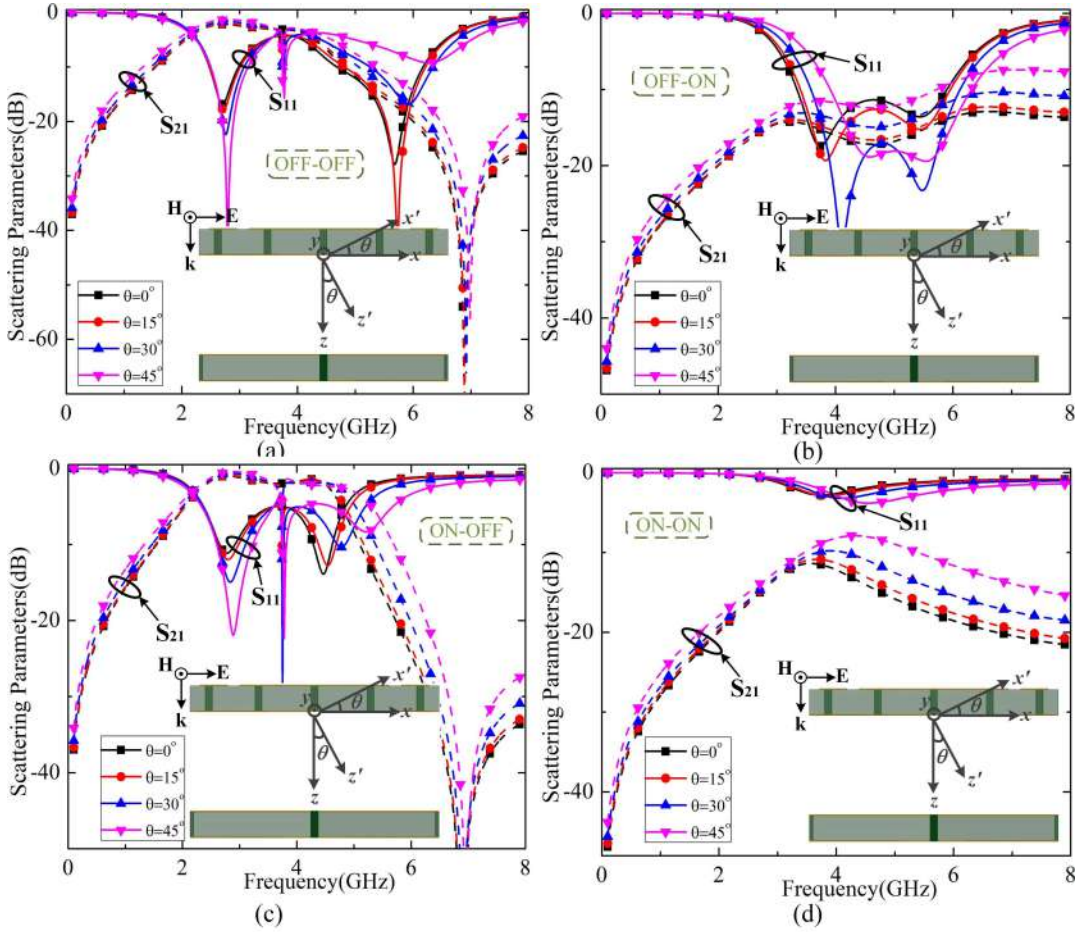 0
-20
-40
-60
Scattering Parameters(dB)
S11
S21
OFF-OFF
H
E
k
x'
y
θ
x
θ
z'
z
θ=0°
θ=15°
θ=30°
θ=45°
0 2 4 6 8
Frequency(GHz)
(a)
0
-20
-40
Scattering Parameters(dB)
S11
OFF-ON
S21
H
E
k
x'
y
θ
x
θ
z'
z
θ=0°
θ=15°
θ=30°
θ=45°
0 2 4 6 8
Frequency(GHz)
(b)
0
-20
-40
Scattering Parameters(dB)
ON-OFF
S11
S21
H
E
k
x'
y
θ
x
θ
z'
z
θ=0°
θ=15°
θ=30°
θ=45°
0 2 4 6 8
Frequency(GHz)
(c)
0
-20
-40
Scattering Parameters(dB)
S11
ON-ON
S21
H
E
k
x'
y
θ
x
θ
z'
z
θ=0°
θ=15°
θ=30°
θ=45°
0 2 4 6 8
Frequency(GHz)
(d)